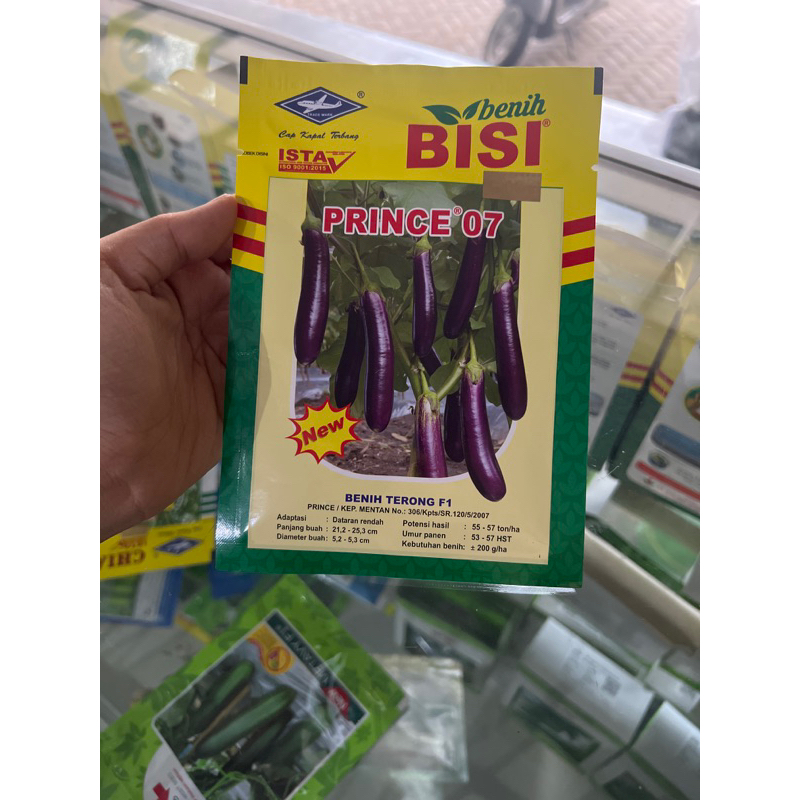 TRADE MARK
®
Cap Kapal Terbang
ISTA
ISO 9001:2015
benih
BISI®
PRINCE® 07
New
BENIH TERONG F1
PRINCE / KEP. MENTAN No.: 306/Kpts/SR.120/5/2007
Adaptasi : Dataran rendah
Panjang buah : 21,2 - 25,3 cm
Diameter buah : 5,2 - 5,3 cm
Potensi hasil : 55 - 57 ton/ha
Umur panen : 53 - 57 HST
Kebutuhan benih: ± 200 g/ha